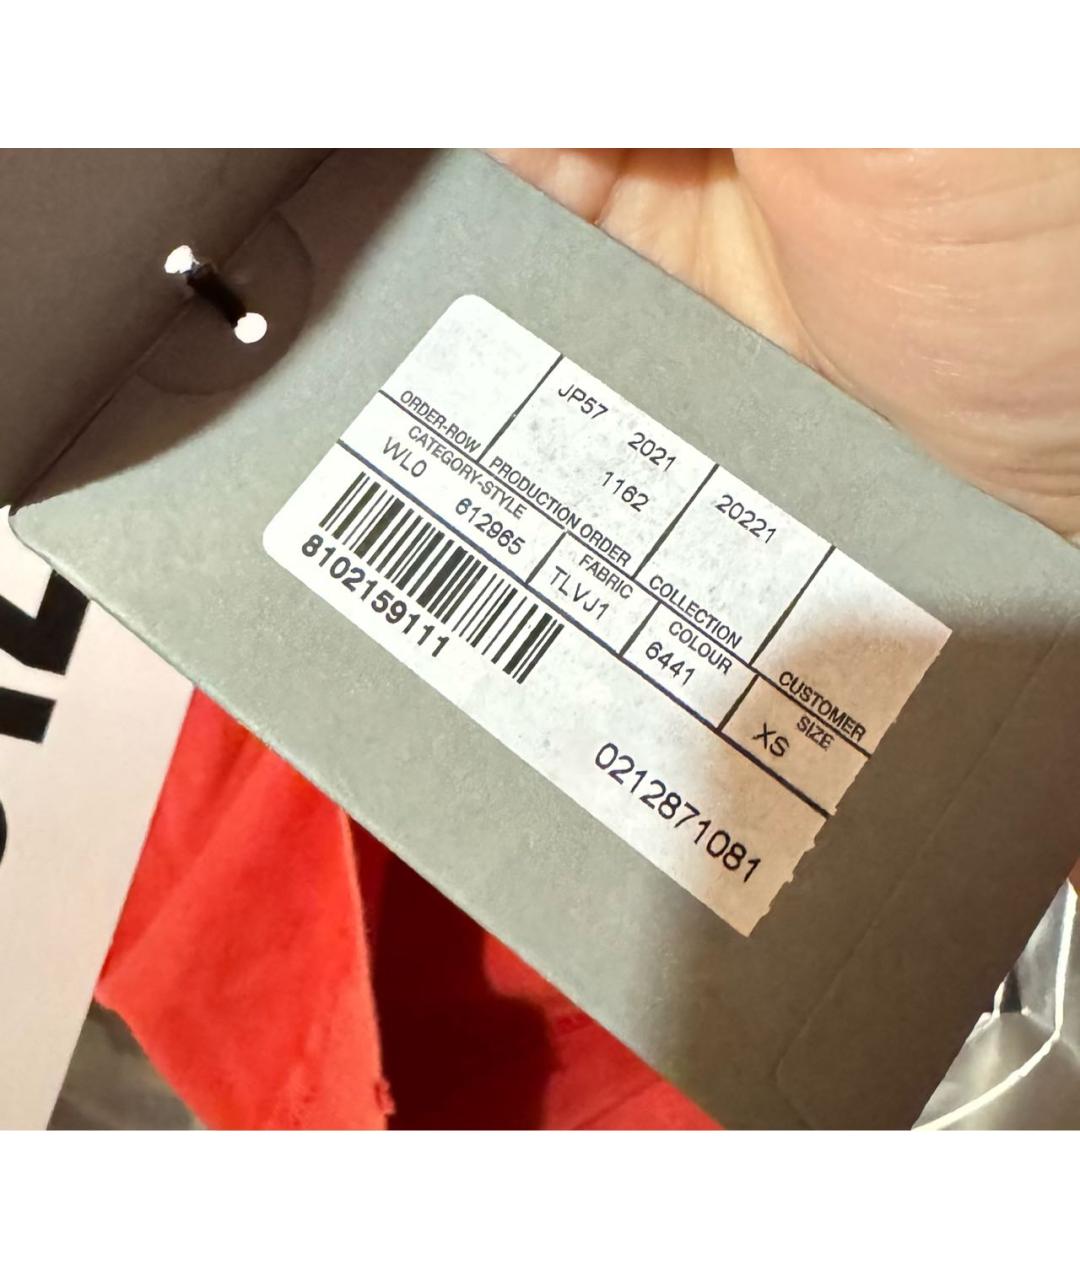 JP57 2021 1162
20221
ORDER-ROW
PRODUCTION ORDER
COLLECTION
CUSTOMER
CATEGORY-STYLE
FABRIC
COLOUR
SIZE
WL0 612965
TLVJ1
6441
XS
8102159111
0212871081